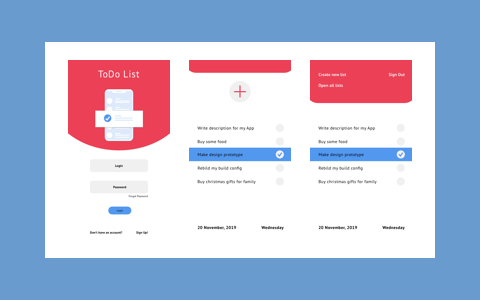 ToDo List
Login
Password
Forgot Password
Login
Don't have an account? Sign Up!
Write description for my App
Buy some food
Make design prototype
Rebild my build config
Buy christmas gifts for family
20 November, 2019 Wednesday
Create new list Sign Out
Open all lists
Write description for my App
Buy some food
Make design prototype
Rebild my build config
Buy christmas gifts for family
20 November, 2019 Wednesday